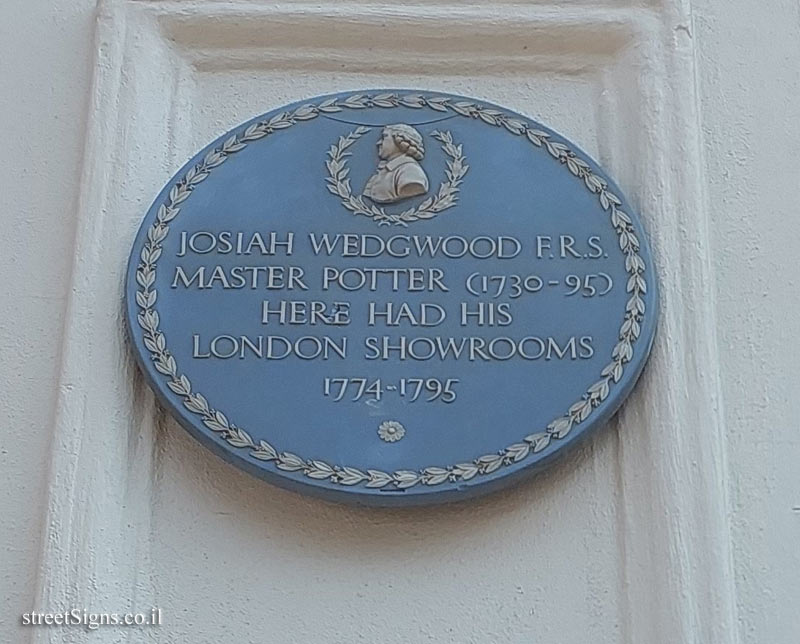 JOSIAH WEDGWOOD F.R.S.
MASTER POTTER (1730-95)
HERE HAD HIS
LONDON SHOWROOMS
1774-1795
streetSigns.co.il